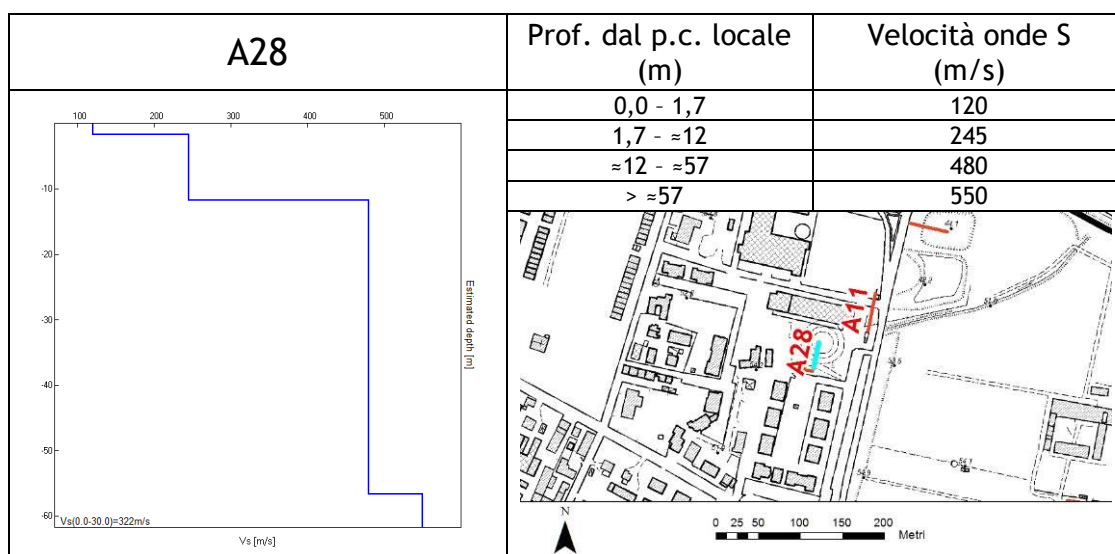 A28
Prof. dal p.c. locale
(m)
Velocità onde S
(m/s)
0,0 – 1,7
120
1,7 – ≈12
245
≈12 – ≈57
480
> ≈57
550
100 200 300 400 500
-10
-20
-30
-40
-50
-60
Estimated depth [m]
Vs(0.0-30.0)=322m/s
Vs [m/s]
A11
A28
N
0 25 50 100 150 200
Metri